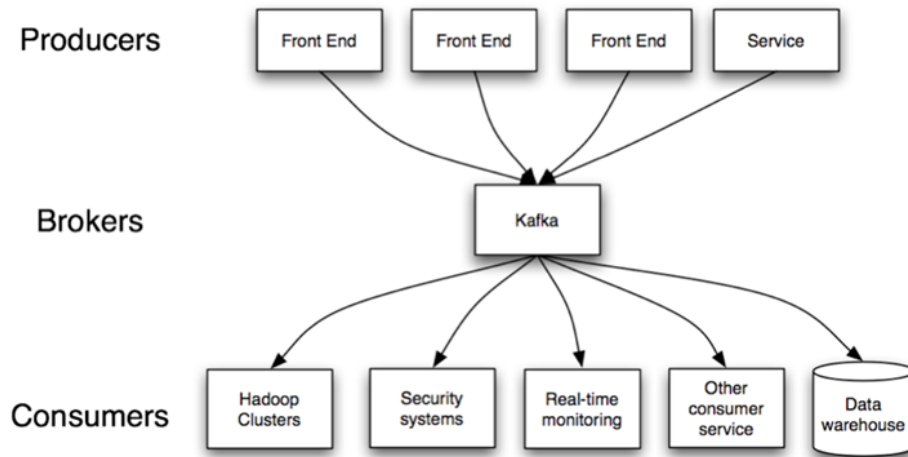 Producers
Front End
Front End
Front End
Service
Brokers
Kafka
Consumers
Hadoop
Clusters
Security
systems
Real-time
monitoring
Other
consumer
service
Data
warehouse